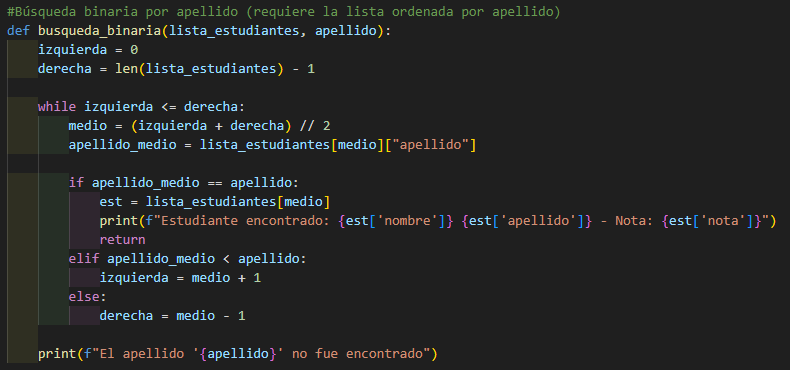 #Búsqueda binaria por apellido (requiere la lista ordenada por apellido)
def busqueda_binaria(lista_estudiantes, apellido):
    izquierda = 0
    derecha = len(lista_estudiantes) - 1
    while izquierda <= derecha:
        medio = (izquierda + derecha) // 2
        apellido_medio = lista_estudiantes[medio]["apellido"]
        if apellido_medio == apellido:
            est = lista_estudiantes[medio]
            print(f"Estudiante encontrado: {est['nombre']} {est['apellido']} - Nota: {est['nota']}")
            return
        elif apellido_medio < apellido:
            izquierda = medio + 1
        else:
            derecha = medio - 1
    print(f"El apellido '{apellido}' no fue encontrado")